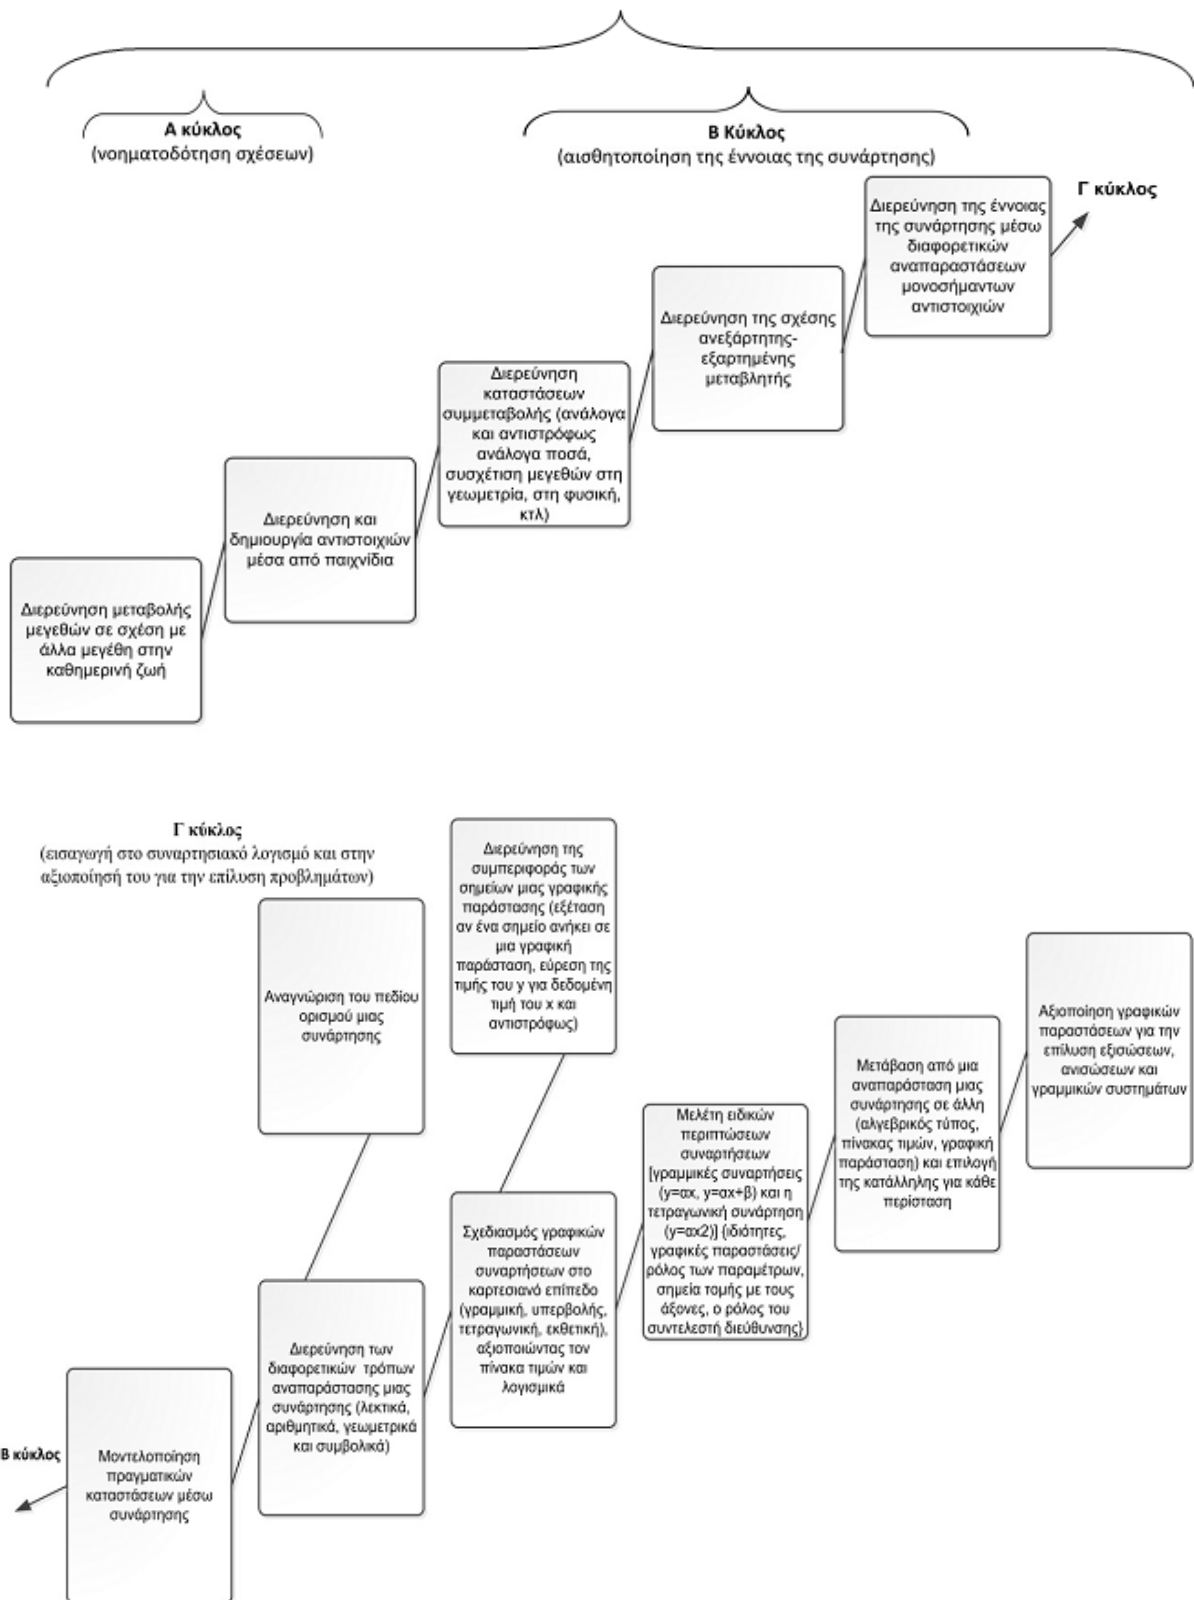 Α κύκλος
(νοηματοδότηση σχέσεων)
Β Κύκλος
(αισθητοποίηση της έννοιας της συνάρτησης)
Γ κύκλος
Διερεύνηση μεταβολής
μεγεθών σε σχέση με
άλλα μεγέθη στην
καθημερινή ζωή
Διερεύνηση και
δημιουργία αντιστοιχιών
μέσα από παιχνίδια
Διερεύνηση
καταστάσεων
συμμεταβολής (ανάλογα
και αντιστρόφως
ανάλογα ποσά,
συσχέτιση μεγεθών στη
γεωμετρία, στη φυσική,
κτλ)
Διερεύνηση της σχέσης
ανεξάρτητης-
εξαρτημένης
μεταβλητής
Διερεύνηση της έννοιας
της συνάρτησης μέσω
διαφορετικών
αναπαραστάσεων
μονοσήμαντων
αντιστοιχιών
Γ κύκλος
(εισαγωγή στο συναρτησιακό λογισμό και στην
αξιοποίησή του για την επίλυση προβλημάτων)
Β κύκλος
Μοντελοποίηση
πραγματικών
καταστάσεων μέσω
συνάρτησης
Διερεύνηση των
διαφορετικών τρόπων
αναπαράστασης μιας
συνάρτησης (λεκτικά,
αριθμητικά, γεωμετρικά
και συμβολικά)
Αναγνώριση του πεδίου
ορισμού μιας
συνάρτησης
Σχεδιασμός γραφικών
παραστάσεων
συναρτήσεων στο
καρτεσιανό επίπεδο
(γραμμική, υπερβολής,
τετραγωνική, εκθετική),
αξιοποιώντας τον
πίνακα τιμών και
λογισμικά
Διερεύνηση της
συμπεριφοράς των
σημείων μιας γραφικής
παράστασης (εξέταση
αν ένα σημείο ανήκει σε
μια γραφική
παράσταση, εύρεση της
τιμής του y για δεδομένη
τιμή του x και
αντιστρόφως)
Μελέτη ειδικών
περιπτώσεων
συναρτήσεων
[γραμμικές συναρτήσεις
(y=αx, y=αx+β) και η
τετραγωνική συνάρτηση
(y=αx2)] {ιδιότητες,
γραφικές παραστάσεις/
ρόλος των παραμέτρων,
σημεία τομής με τους
άξονες, ο ρόλος του
συντελεστή διεύθυνσης}
Μετάβαση από μια
αναπαράσταση μιας
συνάρτησης σε άλλη
(αλγεβρικός τύπος,
πίνακας τιμών, γραφική
παράσταση) και επιλογή
της κατάλληλης για κάθε
περίσταση
Αξιοποίηση γραφικών
παραστάσεων για την
επίλυση εξισώσεων,
ανισώσεων και
γραμμικών συστημάτων